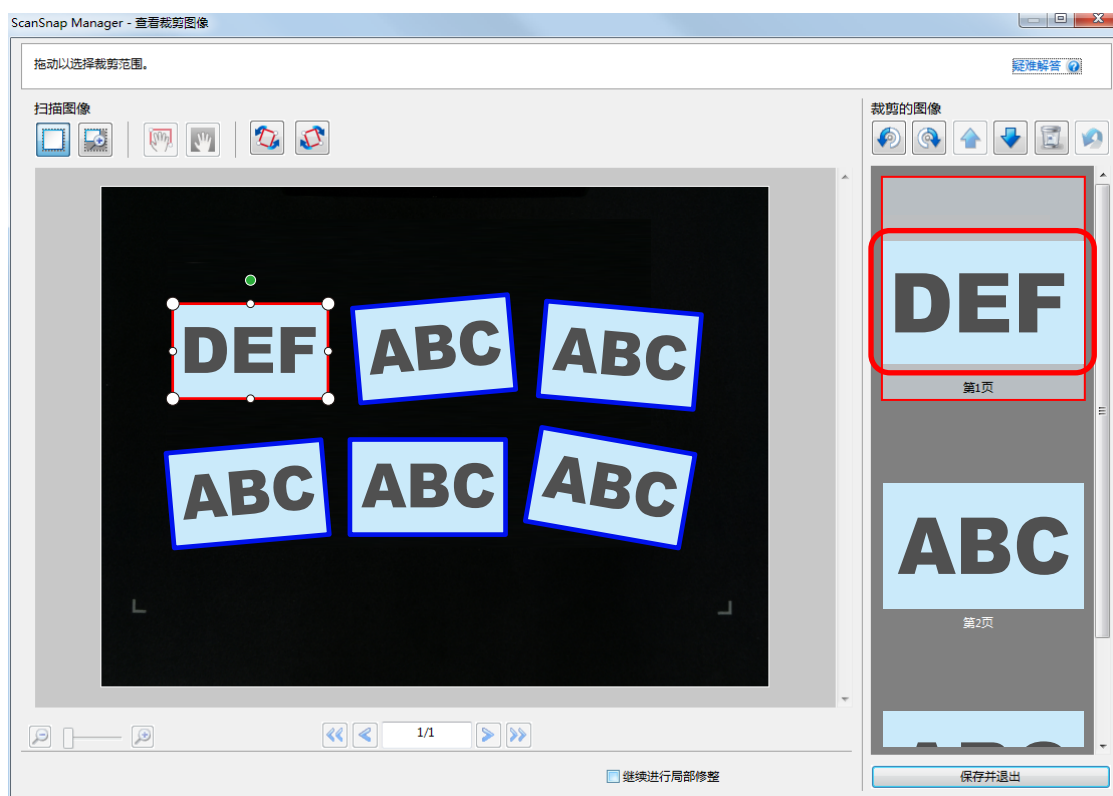 ScanSnap Manager - 查看裁剪图像
拖动以选择裁剪范围。
疑难解答
扫描图像
裁剪的图像
DEF
ABC
ABC
ABC
ABC
ABC
DEF
第1页
ABC
第2页
1/1
继续进行局部修整
保存并退出